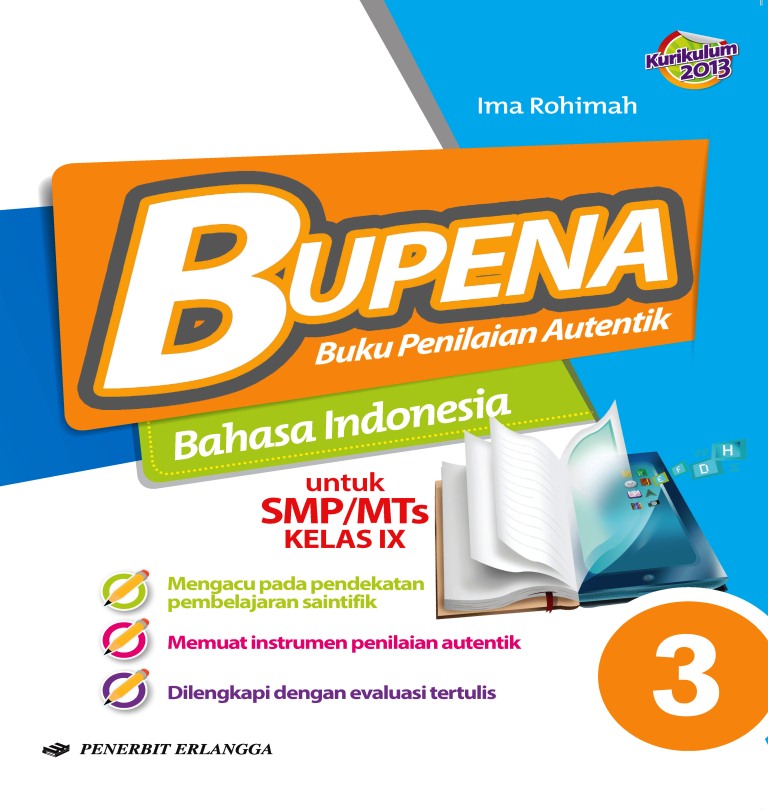 Kurikulum
2013
Ima Rohimah
BUPENA
Buku Penilaian Autentik
Bahasa Indonesia
untuk
SMP/MTs
KELAS IX
H
D
F
E
Mengacu pada pendekatan
pembelajaran saintifik
Memuat instrumen penilaian autentik
Dilengkapi dengan evaluasi tertulis
3
PENERBIT ERLANGGA